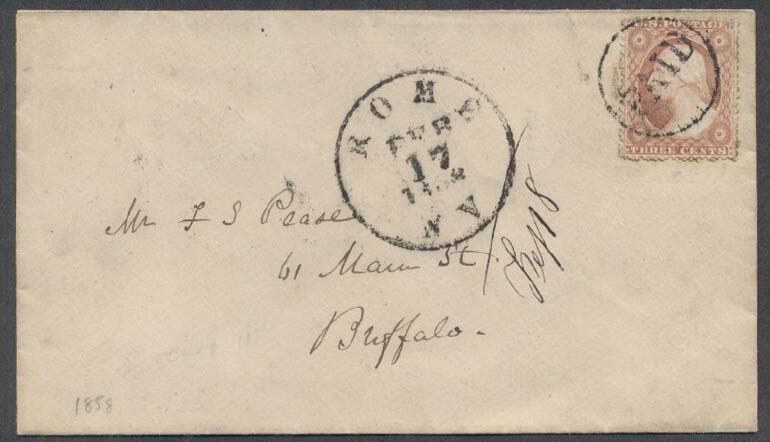 U.S. POSTAGE
PAID
THREE CENTS
ROME
FEB
17
N Y
Mr F S Pease
61 Main St.
Buffalo.
1858